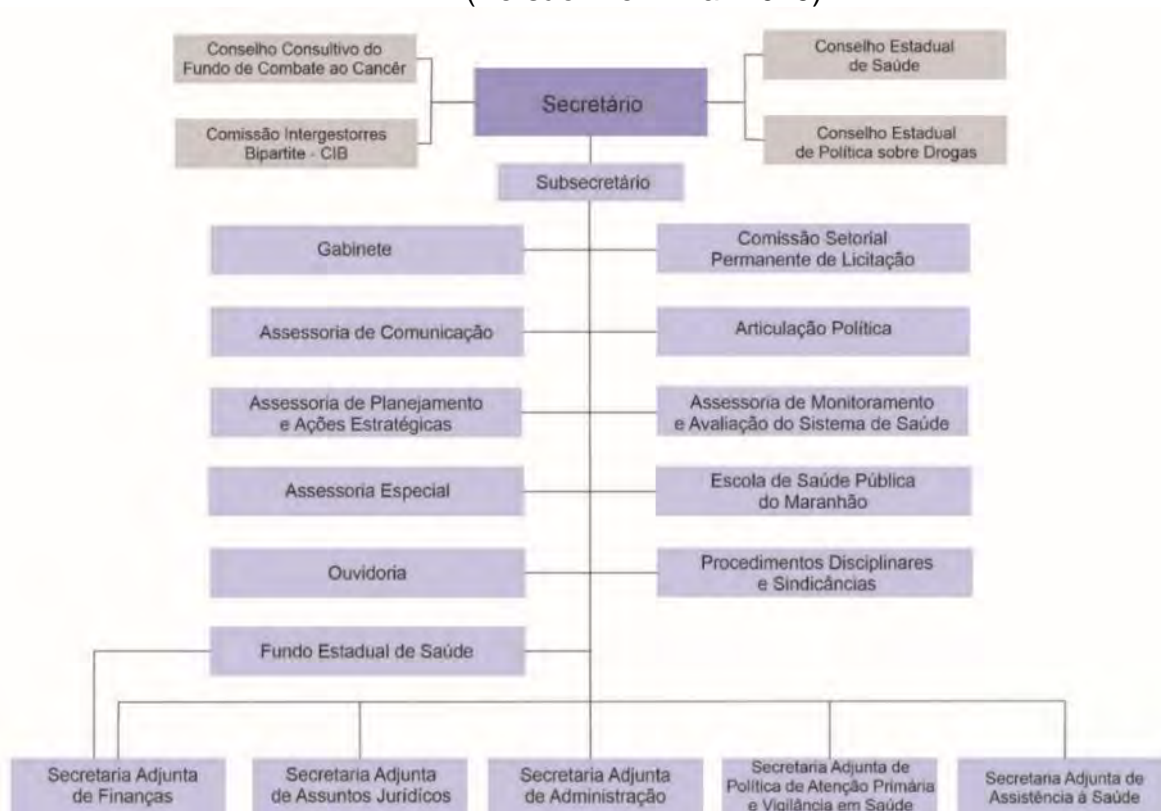 Conselho Consultivo do
Fundo de Combate ao Cancêr
Conselho Estadual
de Saúde
Secretário
Comissão Intergestorres
Bipartite - CIB
Conselho Estadual
de Política sobre Drogas
Subsecretário
Gabinete
Comissão Setorial
Permanente de Licitação
Assessoria de Comunicação
Articulação Política
Assessoria de Planejamento
e Ações Estratégicas
Assessoria de Monitoramento
e Avaliação do Sistema de Saúde
Assessoria Especial
Escola de Saúde Pública
do Maranhão
Ouvidoria
Procedimentos Disciplinares
e Sindicâncias
Fundo Estadual de Saúde
Secretaria Adjunta
de Finanças
Secretaria Adjunta
de Assuntos Jurídicos
Secretaria Adjunta
de Administração
Secretaria Adjunta de
Política de Atenção Primária
e Vigilância em Saúde
Secretaria Adjunta de
Assistência à Saúde